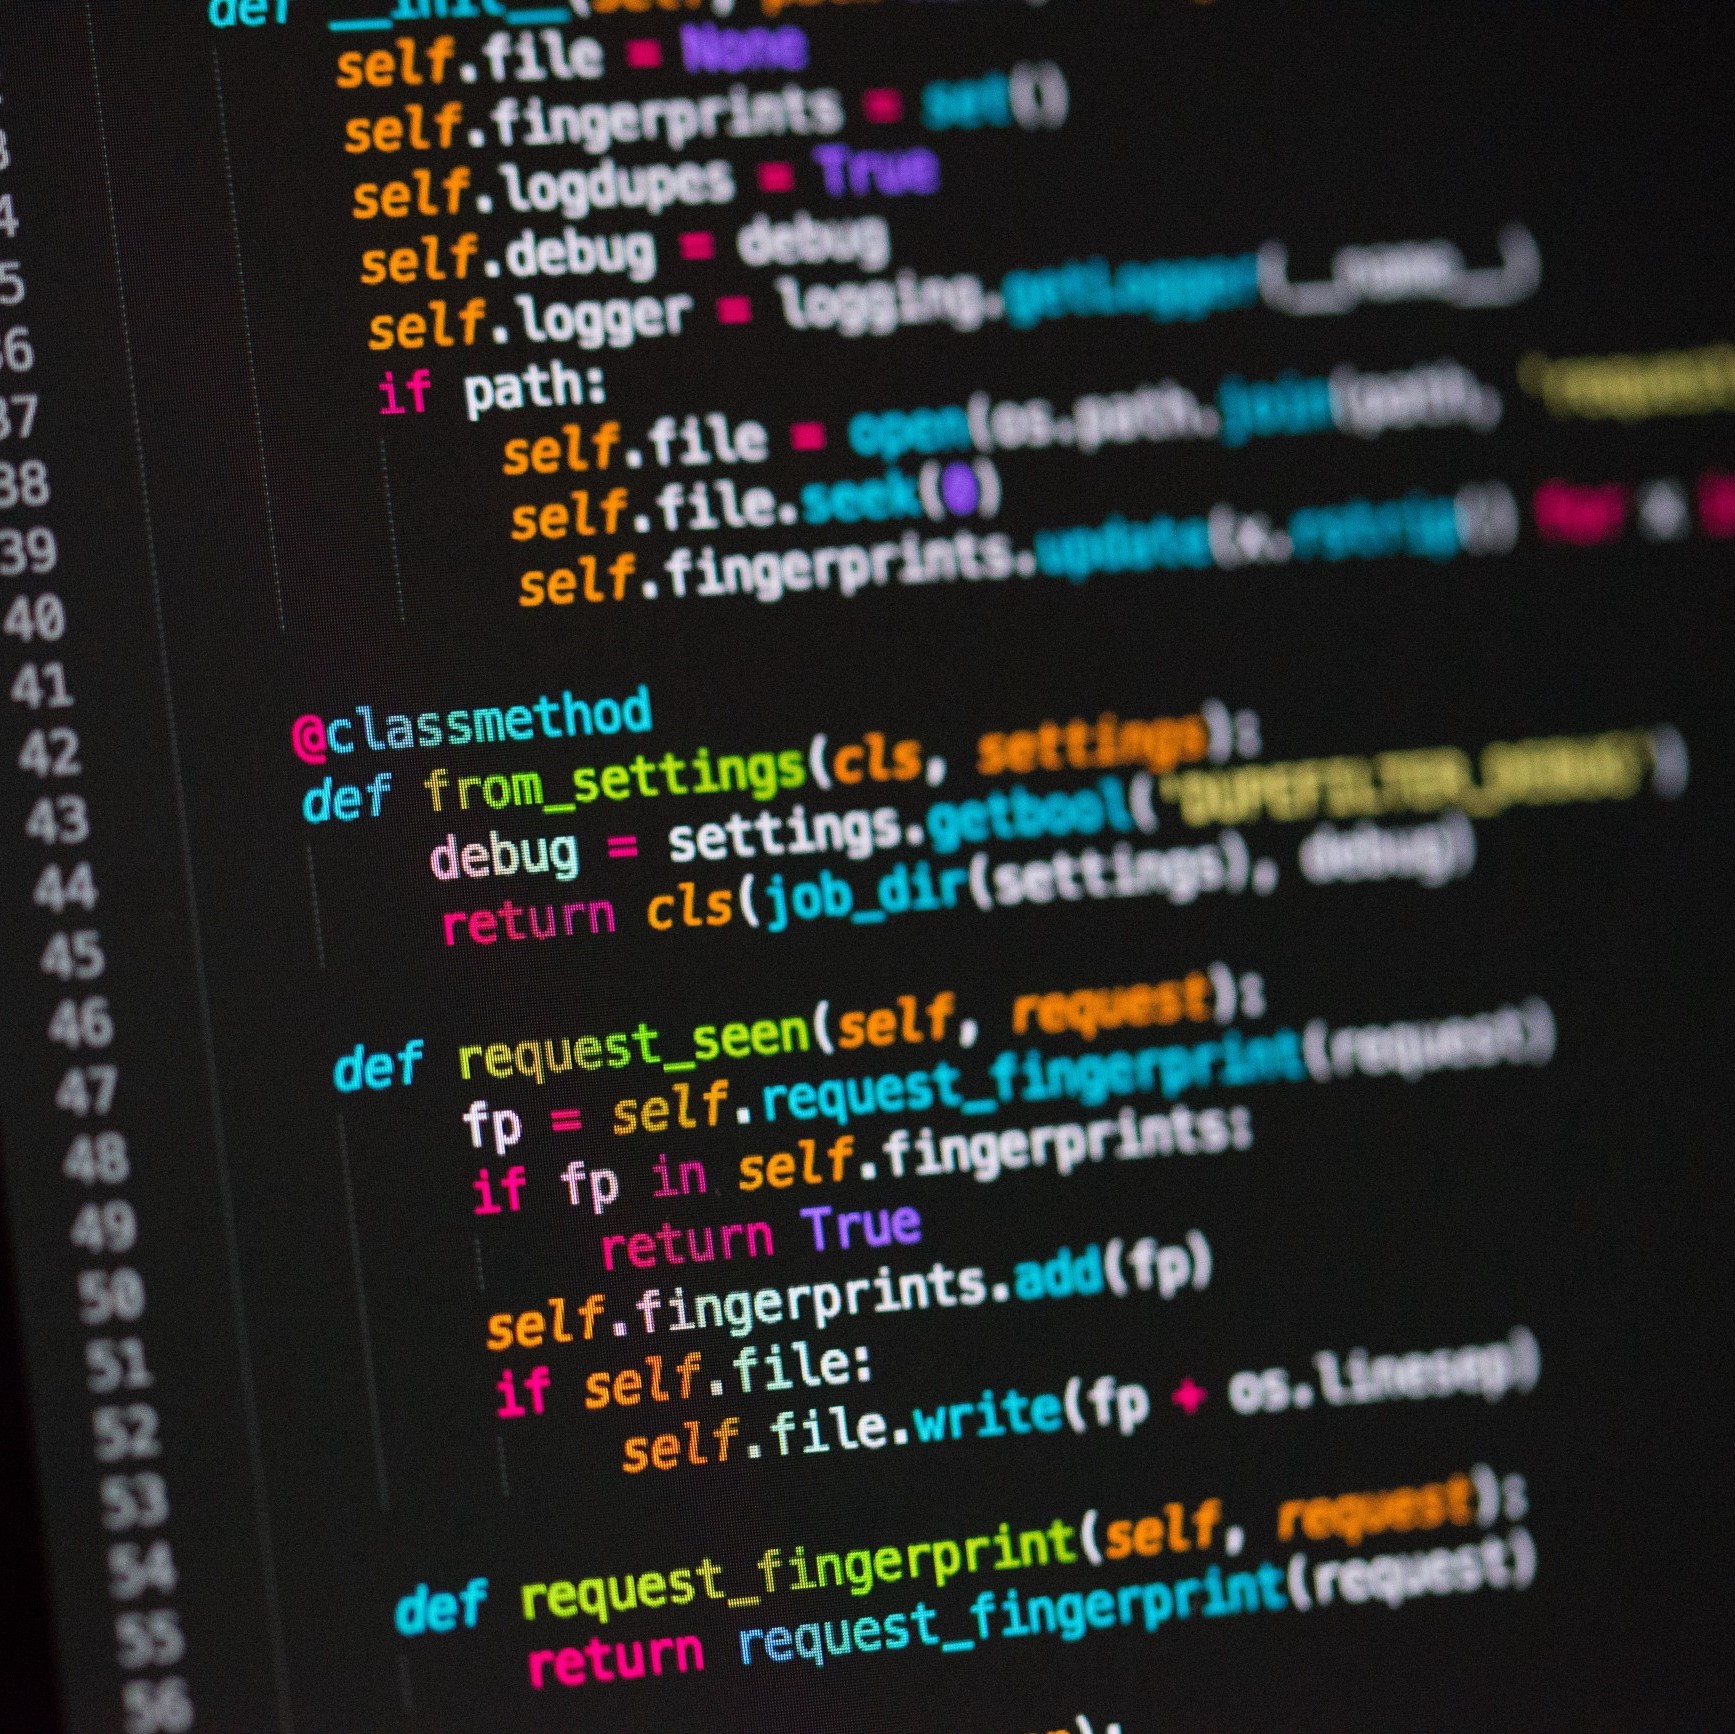 def __init__(self,
self.file = None
3 self.fingerprints = set()
4 self.logdupes = True
5 self.debug = debug
36 self.logger = logging.getLogger(__name__)
37 if path:
38 self.file = open(os.path.join(path, 'request
39 self.file.seek(0)
40 self.fingerprints.update(x.rstrip() for x
41
42 @classmethod
43 def from_settings(cls, settings):
44 debug = settings.getbool('DUPEFILTER_DEBUG')
45 return cls(job_dir(settings), debug)
46
47 def request_seen(self, request):
48 fp = self.request_fingerprint(request)
49 if fp in self.fingerprints:
50 return True
51 self.fingerprints.add(fp)
52 if self.file:
53 self.file.write(fp + os.linesep)
54
55 def request_fingerprint(self, request):
56 return request_fingerprint(request)